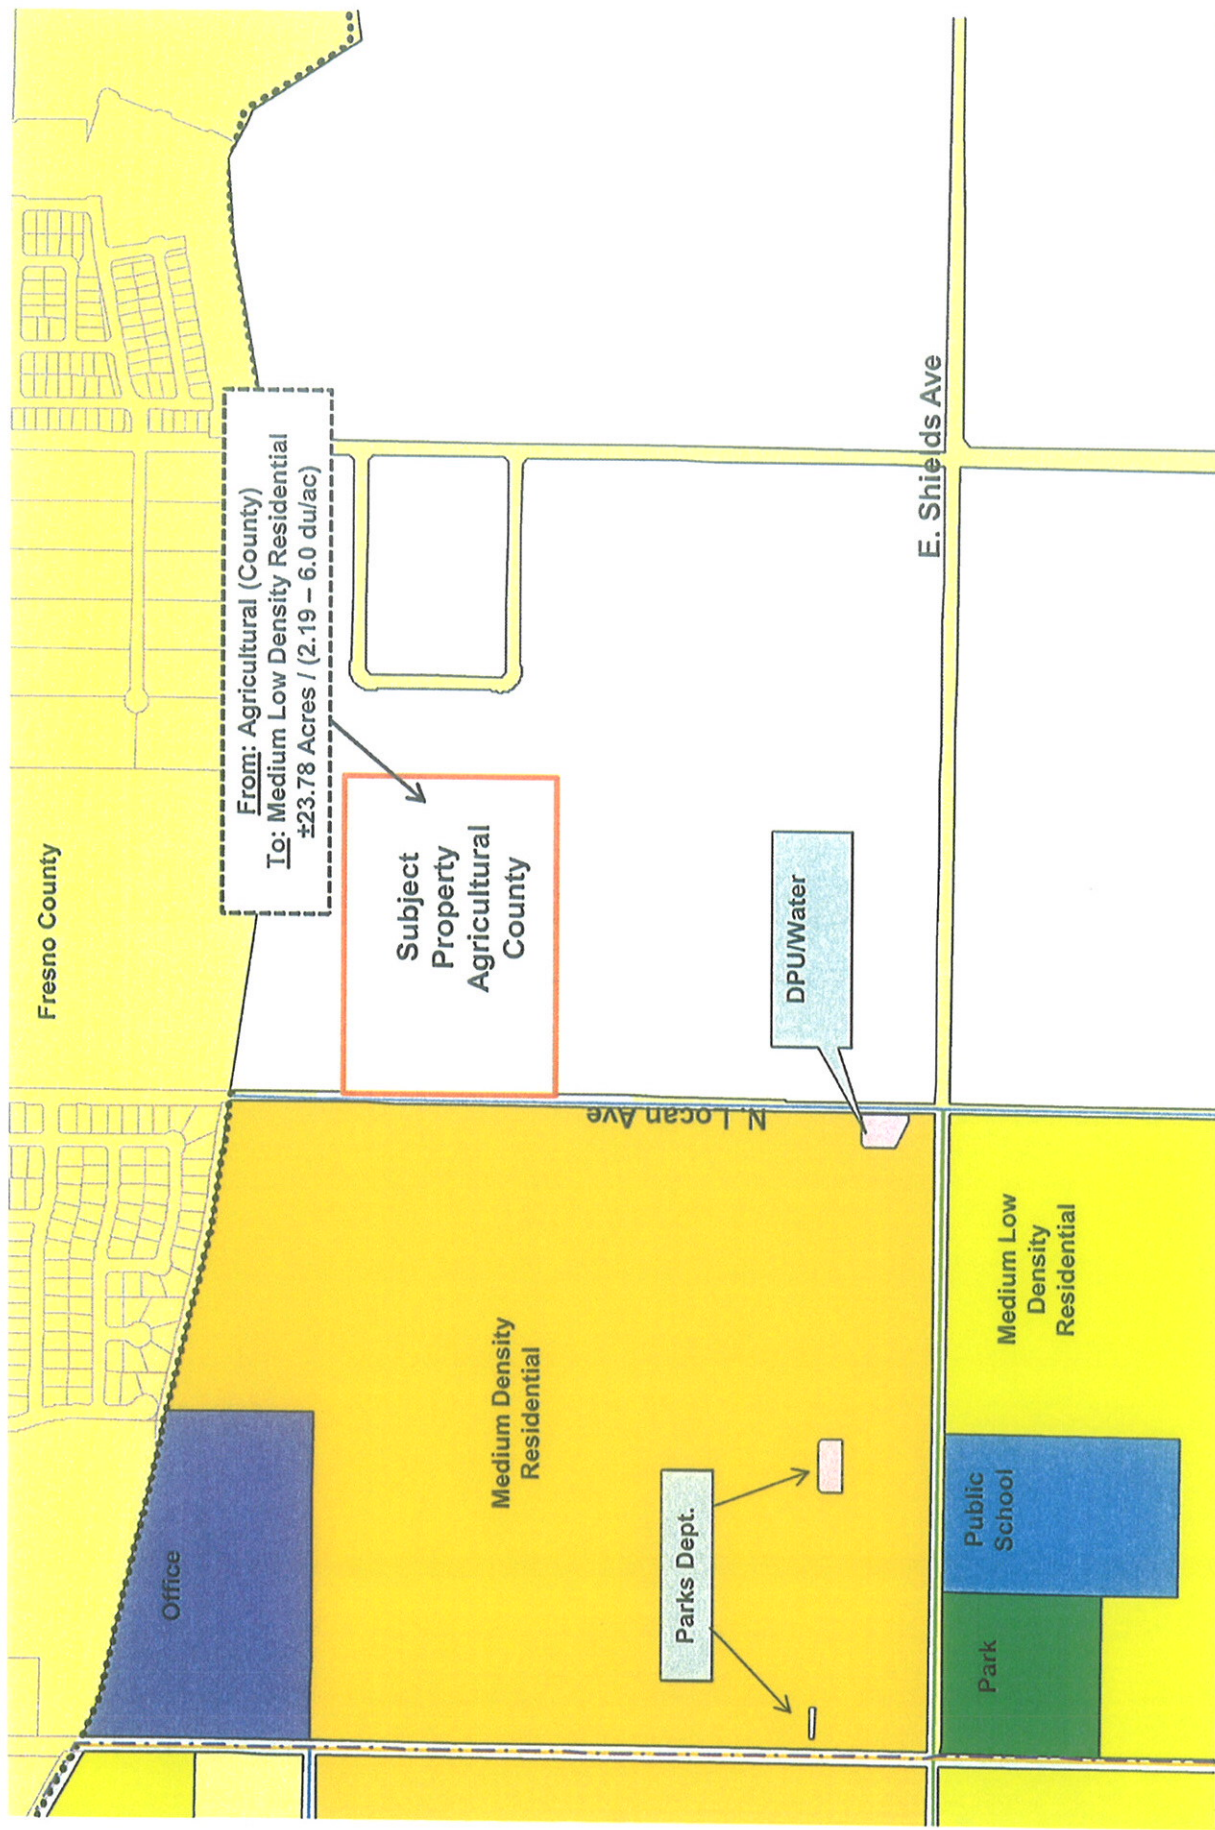 Fresno County
From: Agricultural (County)
To: Medium Low Density Residential
±23.78 Acres / (2.19 – 6.0 du/ac)
Subject
Property
Agricultural
County
Office
Medium Density
Residential
N. Locan Ave
DPU/Water
Parks Dept.
E. Shields Ave
Park
Public
School
Medium Low
Density
Residential